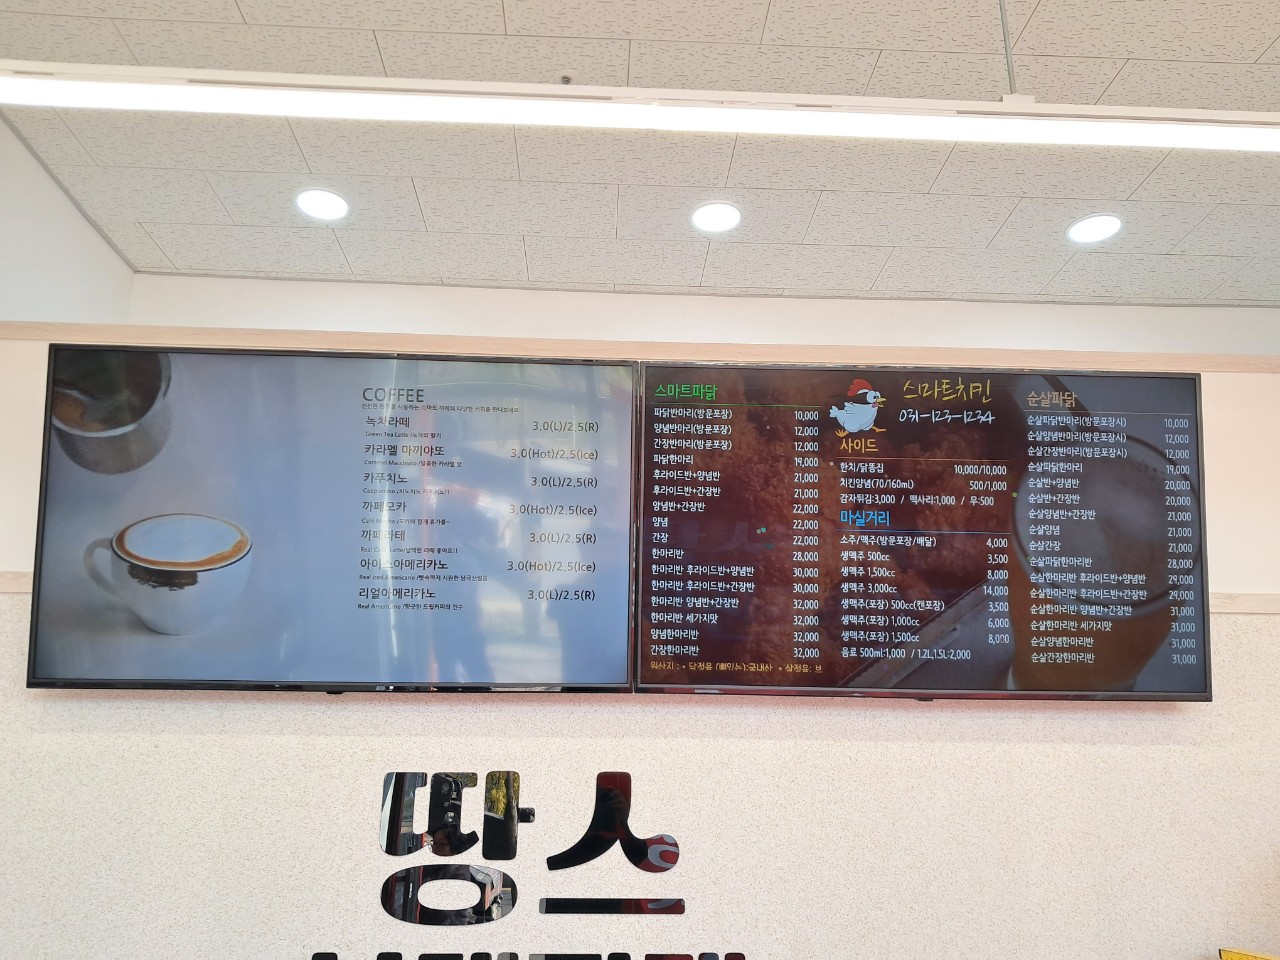 COFFEE
녹차라떼 3.0(L)/2.5(R)
Green Tea Latte /녹차의 향기
카라멜 마끼야또 3.0(Hot)/2.5(ice)
Caramel Macchiato /달콤한 카라멜 맛
카푸치노 3.0(L)/2.5(R)
Cappuccino
까페모카 3.0(Hot)/2.5(Ice)
까페라테 3.0(L)/2.5(R)
아이스아메리카노 3.0(Hot)/2.5(Ice)
Real Iced Americano
리얼아메리카노 3.0(L)/2.5(R)
Real Americano
스마트파닭
파닭반마리(방문포장) 10,000
양념반마리(방문포장) 12,000
간장반마리(방문포장) 12,000
파닭한마리 19,000
후라이드반+양념반 21,000
후라이드반+간장반 21,000
양념반+간장반 22,000
양념 22,000
간장 22,000
한마리반 28,000
한마리반 후라이드반+양념반 30,000
한마리반 후라이드반+간장반 30,000
한마리반 양념반+간장반 32,000
한마리반 세가지맛 32,000
양념한마리반 32,000
간장한마리반 32,000
스마트치킨
031-123-1234
사이드
한치/닭똥집 10,000/10,000
치킨양념(70/160ml) 500/1,000
감자튀김:3,000 / 떡사리:1,000 / 무:500
마실거리
소주/맥주(방문포장/배달) 4,000
생맥주 500cc 3,500
생맥주 1,500cc 8,000
생맥주 3,000cc 14,000
생맥주(포장) 500cc(캔포장) 3,500
생맥주(포장) 1,000cc 6,000
생맥주(포장) 1,500cc 8,000
음료 500ml:1,000 / 1.2L,1.5L:2,000
순살파닭
순살파닭반마리(방문포장시) 10,000
순살양념반마리(방문포장시) 12,000
순살간장반마리(방문포장시) 12,000
순살파닭한마리 19,000
순살반+양념반 20,000
순살반+간장반 20,000
순살양념반+간장반 21,000
순살양념 21,000
순살간장 21,000
순살파닭한마리반 28,000
순살한마리반 후라이드반+양념반 29,000
순살한마리반 후라이드반+간장반 29,000
순살한마리반 양념반+간장반 31,000
순살한마리반 세가지맛 31,000
순살양념한마리반 31,000
순살간장한마리반 31,000
땅스